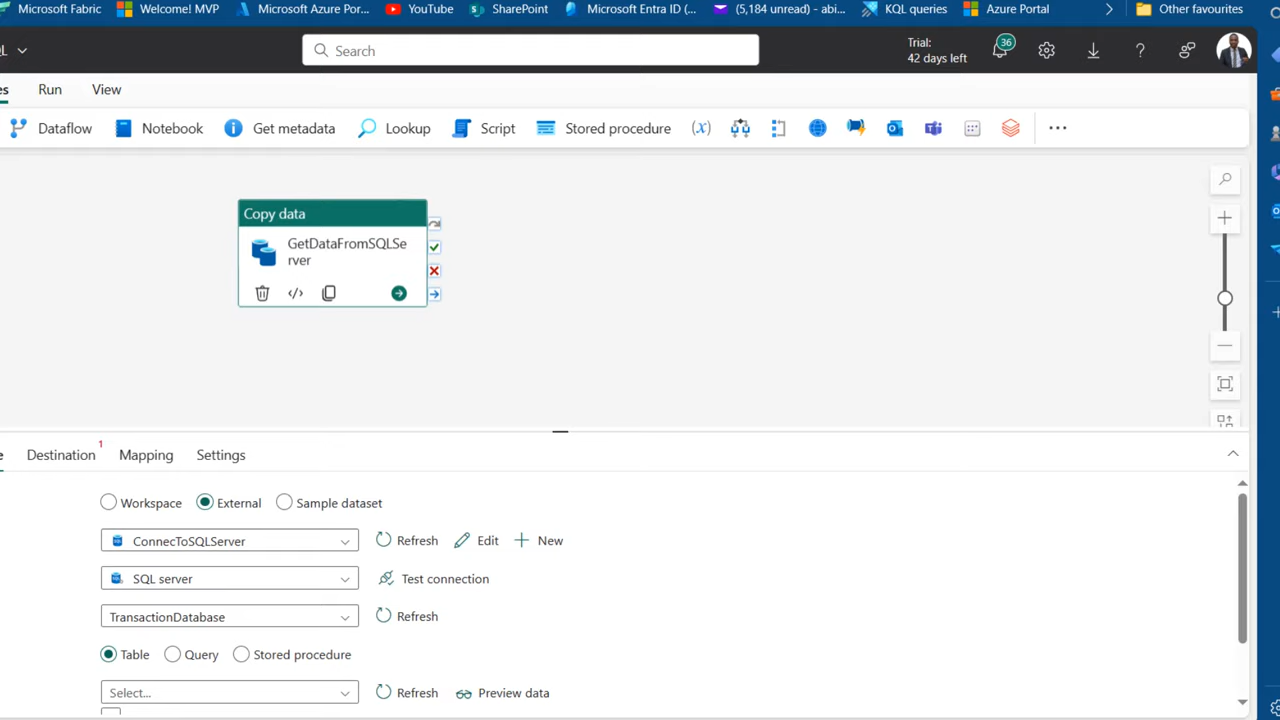 Microsoft Fabric Welcome! MVP Microsoft Azure Por... YouTube SharePoint Microsoft Entra ID (... (5,184 unread) - abi... KQL queries Azure Portal Other favourites
QL Search Trial: 36
42 days left
es Run View
Dataflow Notebook Get metadata Lookup Script Stored procedure (x) ...
Copy data
GetDataFromSQLSe
rver
e Destination 1 Mapping Settings
Workspace External Sample dataset
ConnecToSQLServer Refresh Edit New
SQL server Test connection
TransactionDatabase Refresh
Table Query Stored procedure
Select... Refresh Preview data